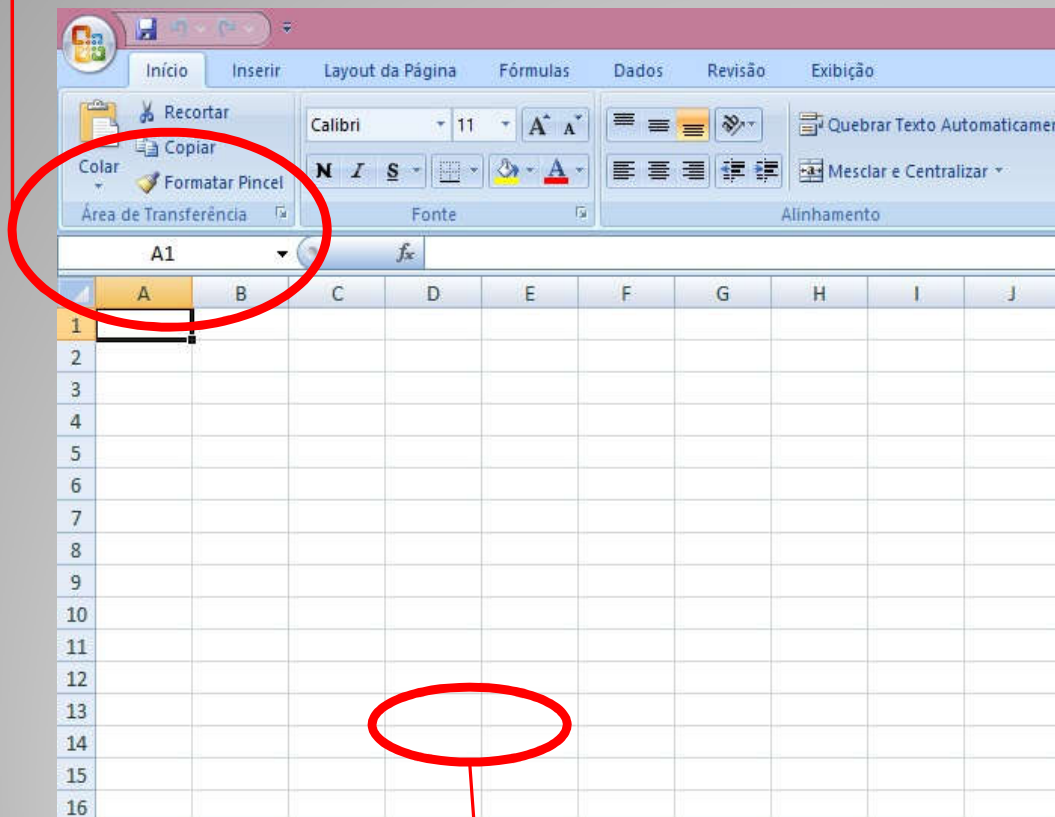 Início Inserir Layout da Página Fórmulas Dados Revisão Exibição
Recortar
Copiar
Colar
Formatar Pincel
Área de Transferência
Calibri 11 A A
N I S A
Fonte
Quebrar Texto
Mesclar e Centralizar
Alinhamento
A1 fx
A B C D E F G H I J
1
2
3
4
5
6
7
8
9
10
11
12
13
14
15
16